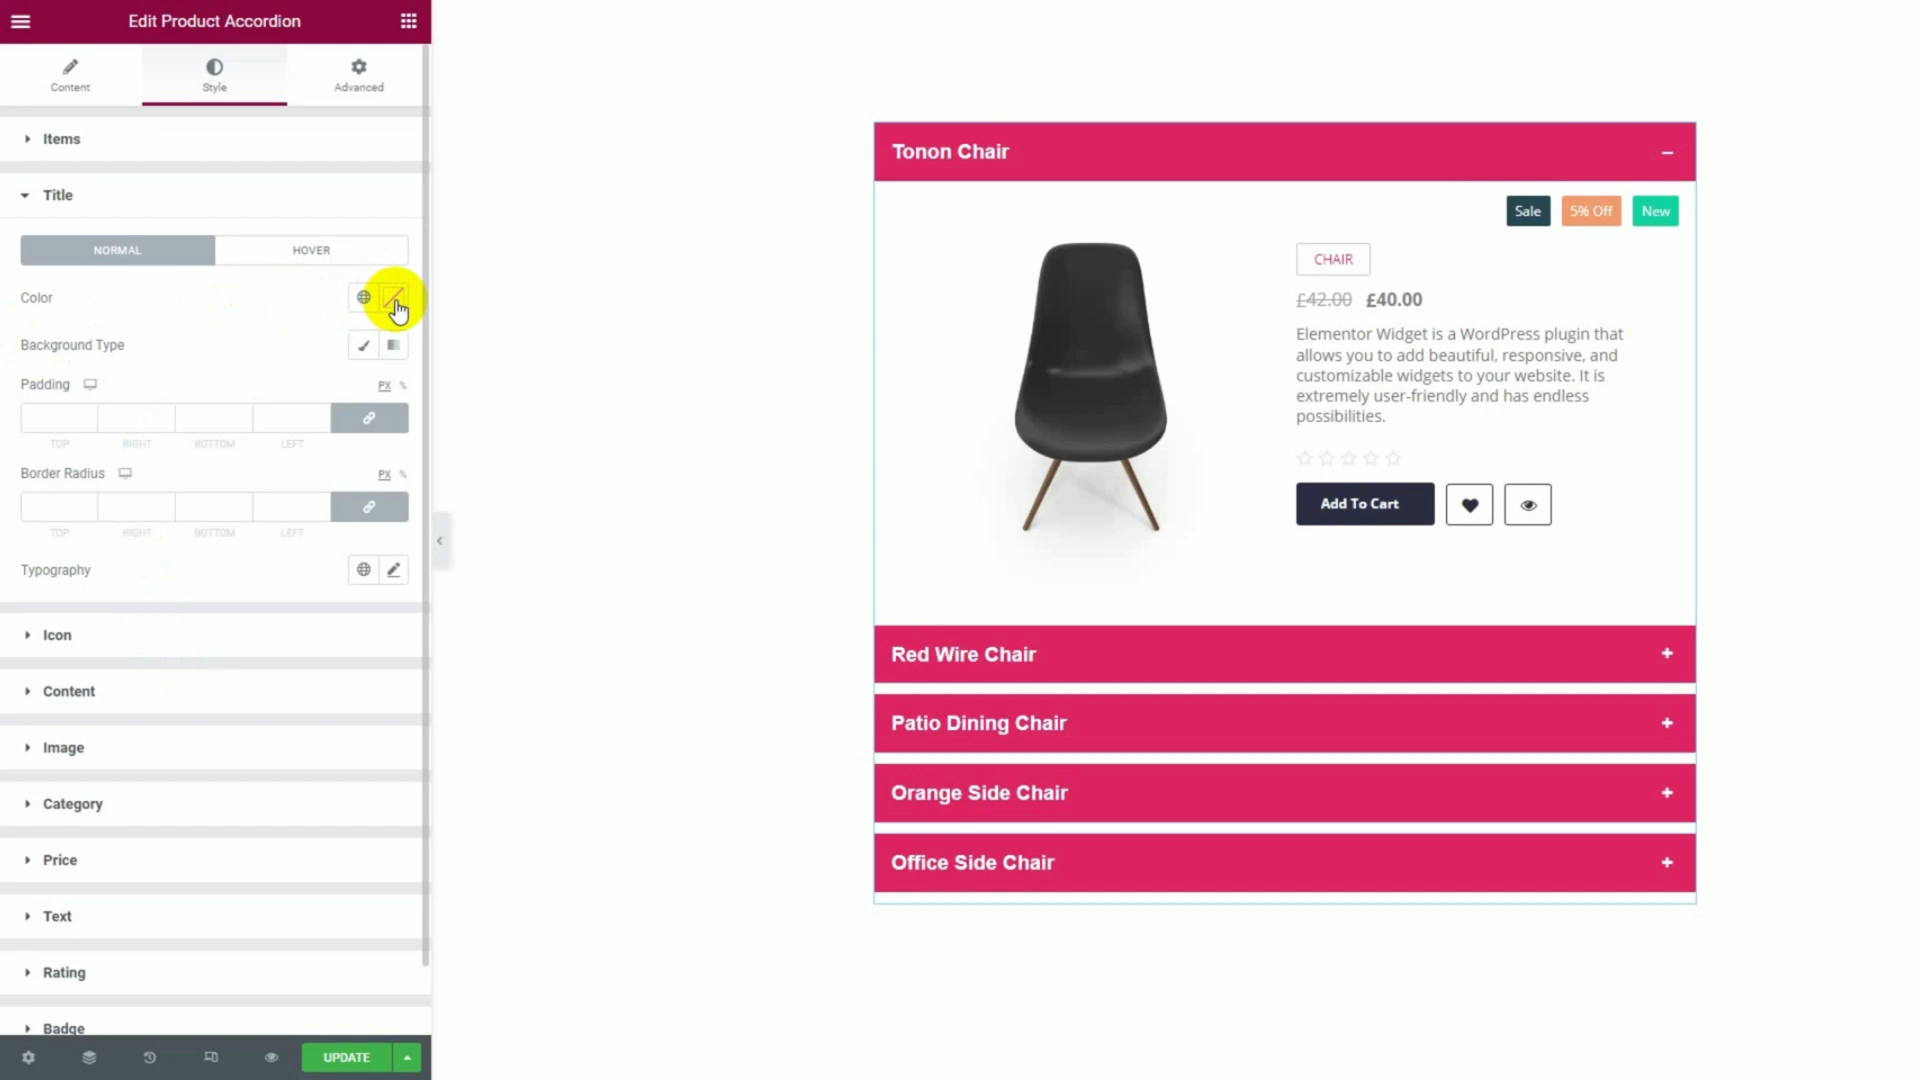 Edit Product Accordion
Content
Style
Advanced
Items
Title
NORMAL
HOVER
Color
Background Type
Padding
PX %
TOP RIGHT BOTTOM LEFT
Border Radius
PX %
TOP RIGHT BOTTOM LEFT
Typography
Icon
Content
Image
Category
Price
Text
Rating
Badge
UPDATE
Tonon Chair
Sale 5% Off New
CHAIR
£42.00 £40.00
Elementor Widget is a WordPress plugin that
allows you to add beautiful, responsive, and
customizable widgets to your website. It is
extremely user-friendly and has endless
possibilities.
Add To Cart
Red Wire Chair
Patio Dining Chair
Orange Side Chair
Office Side Chair